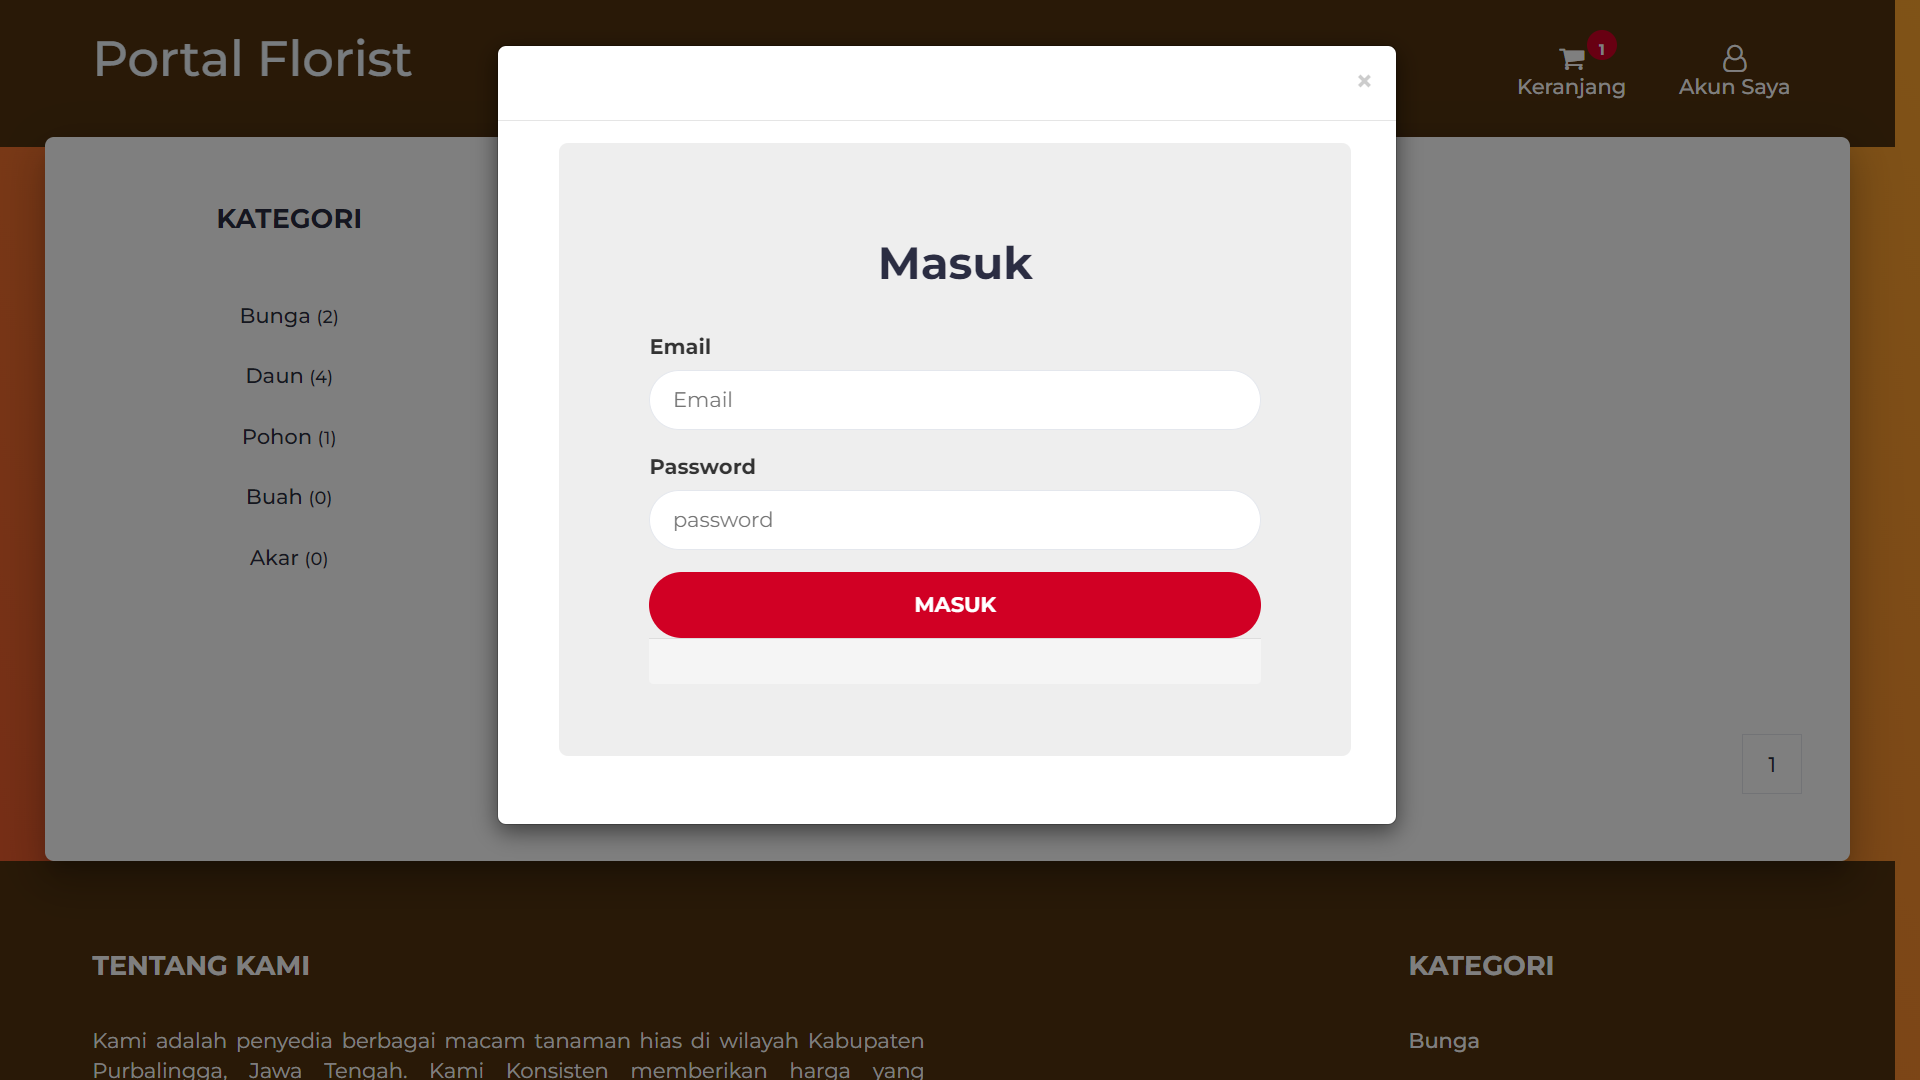 Portal Florist
1
Keranjang
Akun Saya
×
KATEGORI
Bunga (2)
Daun (4)
Pohon (1)
Buah (0)
Akar (0)
Masuk
Email
Email
Password
password
MASUK
1
TENTANG KAMI
Kami adalah penyedia berbagai macam tanaman hias di wilayah Kabupaten
Purbalingga, Jawa Tengah. Kami Konsisten memberikan harga yang
KATEGORI
Bunga